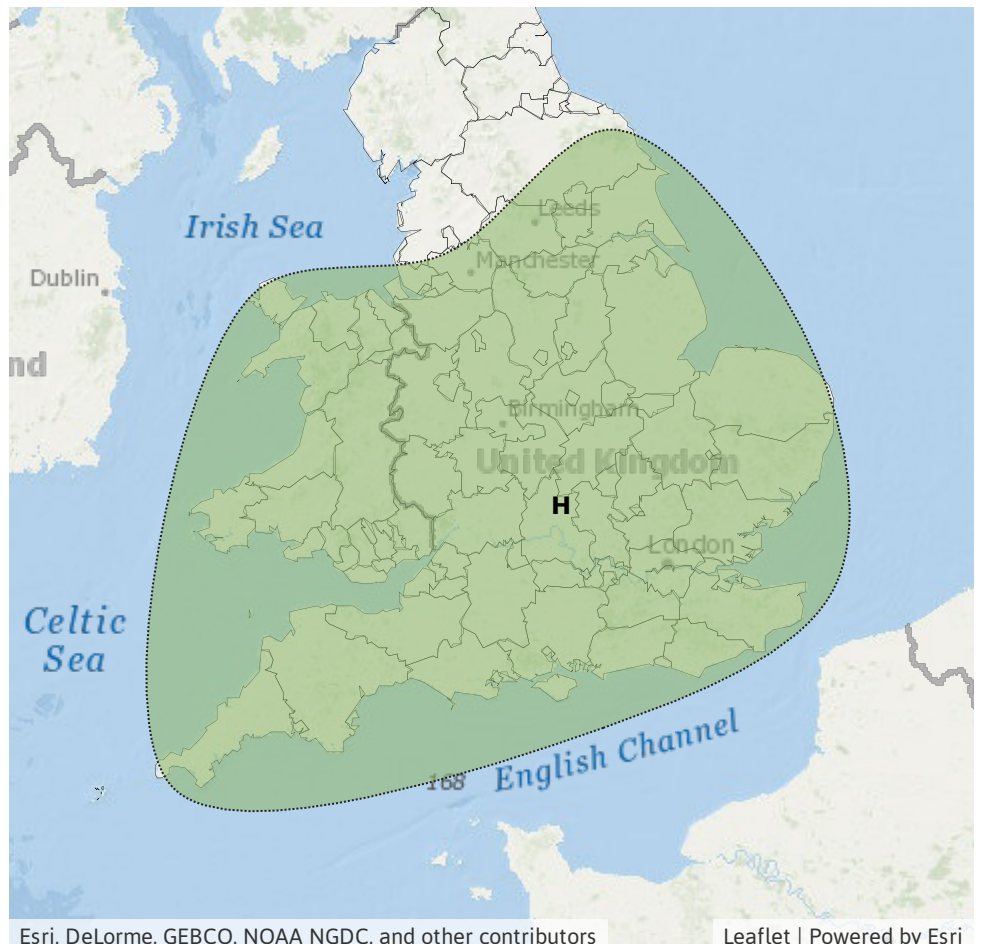 Leeds
Irish Sea
Manchester
Dublin
nd
Birmingham
United Kingdom
H
London
Celtic
Sea
English Channel
168
Esri, DeLorme, GEBCO, NOAA NGDC, and other contributors
Leaflet | Powered by Esri